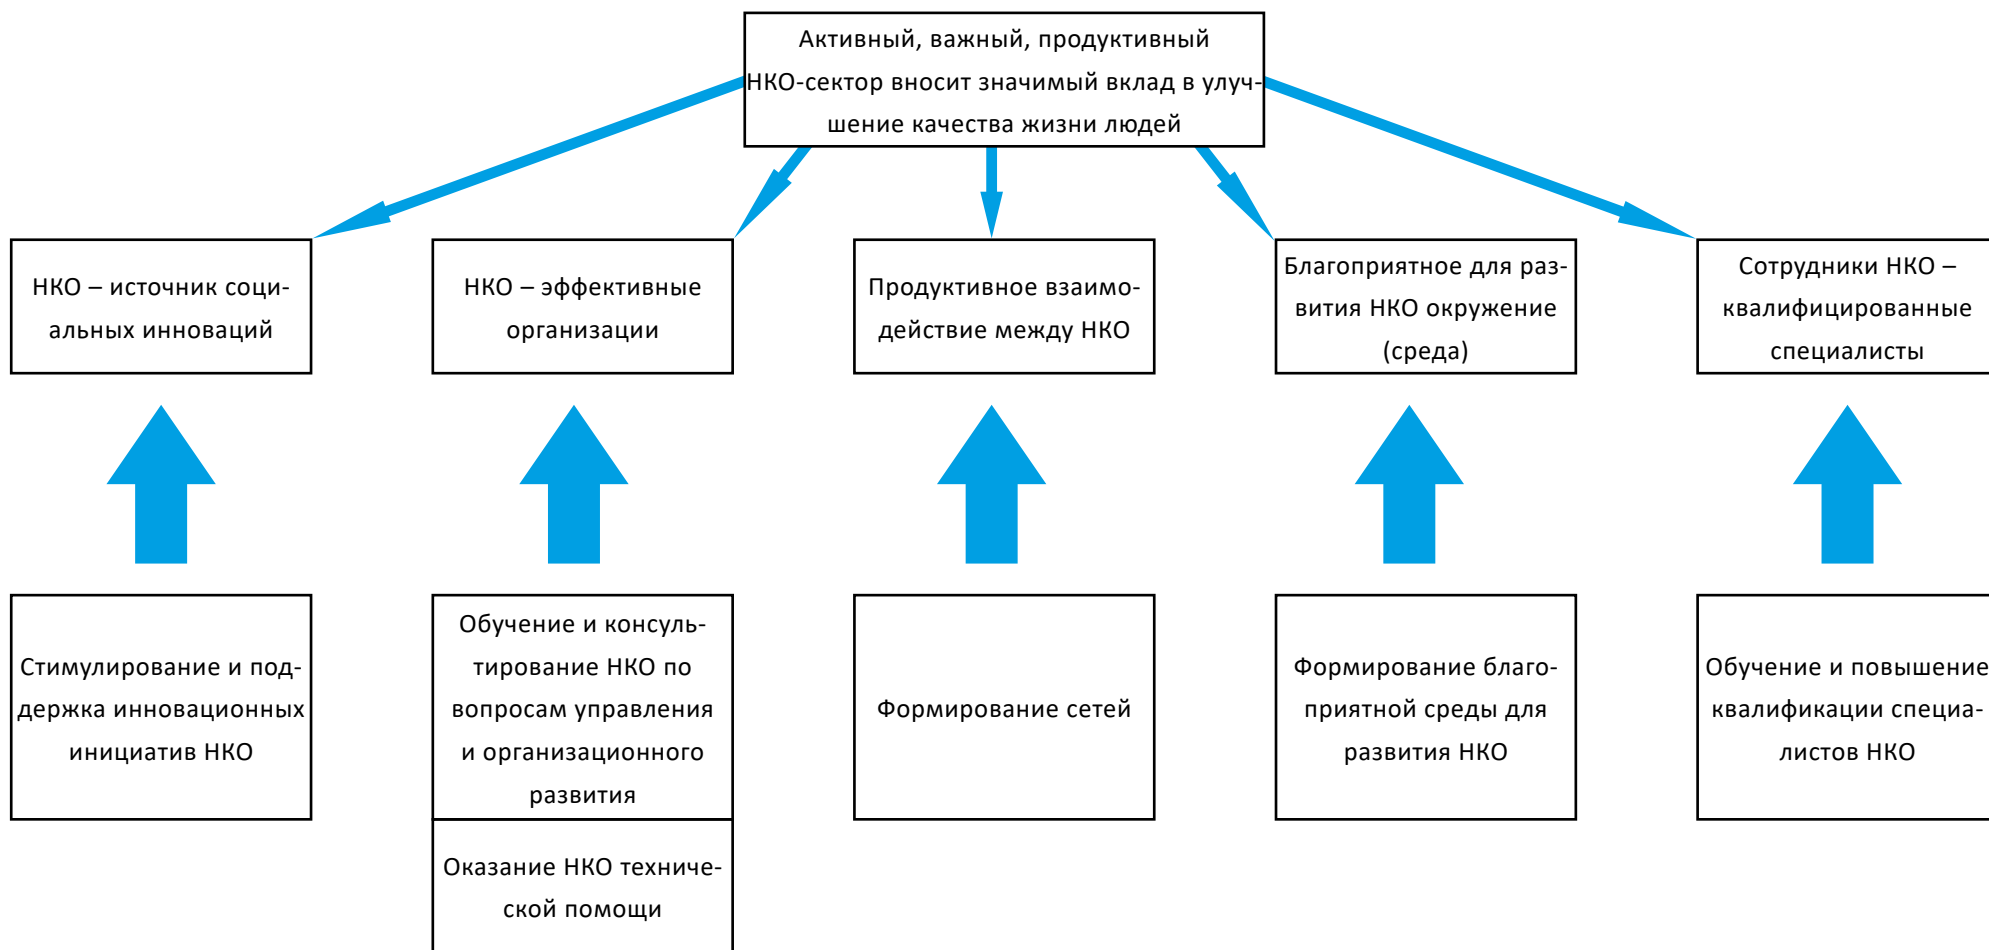 Активный, важный, продуктивный
НКО-сектор вносит значимый вклад в улуч-
шение качества жизни людей
НКО – источник соци-
альных инноваций
НКО – эффективные
организации
Продуктивное взаимо-
действие между НКО
Благоприятное для раз-
вития НКО окружение
(среда)
Сотрудники НКО –
квалифицированные
специалисты
Стимулирование и под-
держка инновационных
инициатив НКО
Обучение и консуль-
тирование НКО по
вопросам управления
и организационного
развития
Формирование сетей
Формирование благо-
приятной среды для
развития НКО
Обучение и повышение
квалификации специа-
листов НКО
Оказание НКО техниче-
ской помощи